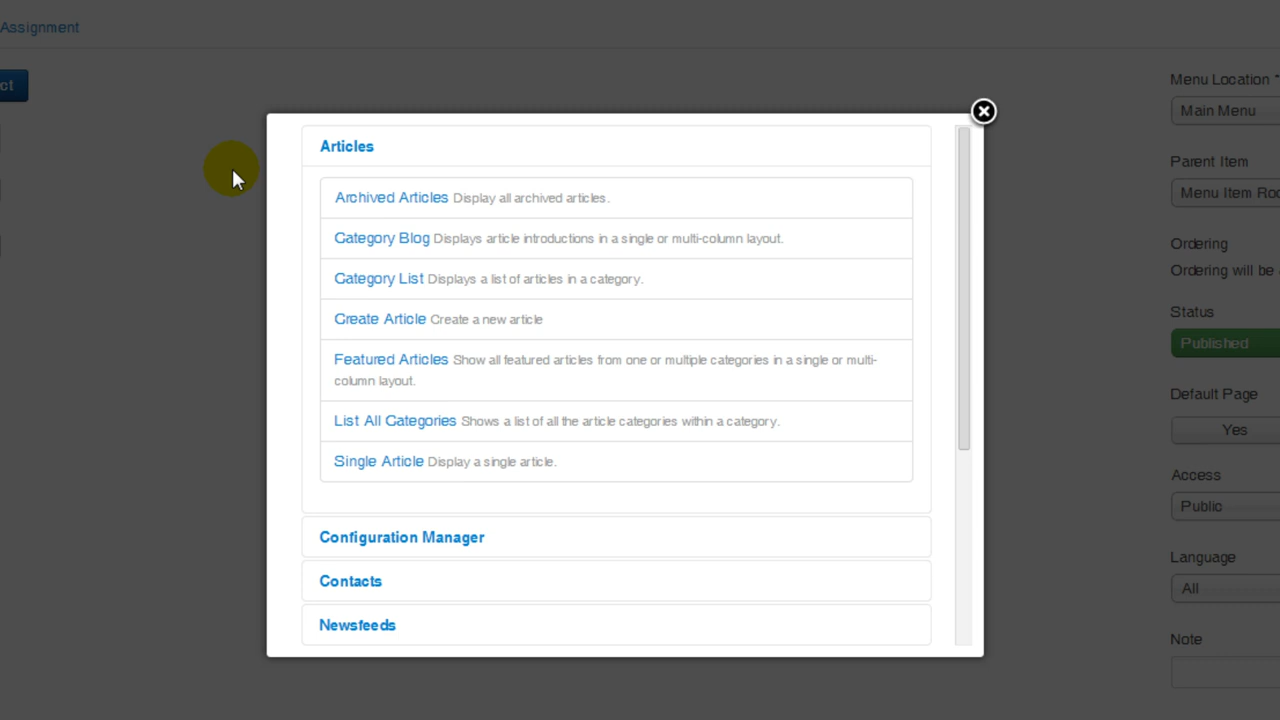 Assignment
ct
Menu Location *
Main Menu
Articles
Parent Item
Archived Articles Display all archived articles.
Category Blog Displays article introductions in a single or multi-column layout.
Ordering
Ordering will be
Category List Displays a list of articles in a category.
Status
Create Article Create a new article
Published
Featured Articles Show all featured articles from one or multiple categories in a single or multi-
column layout.
Default Page
List All Categories Shows a list of all the article categories within a category.
Yes
Single Article Display a single article.
Access
Public
Configuration Manager
Language
Contacts
All
Newsfeeds
Note
Menu Item